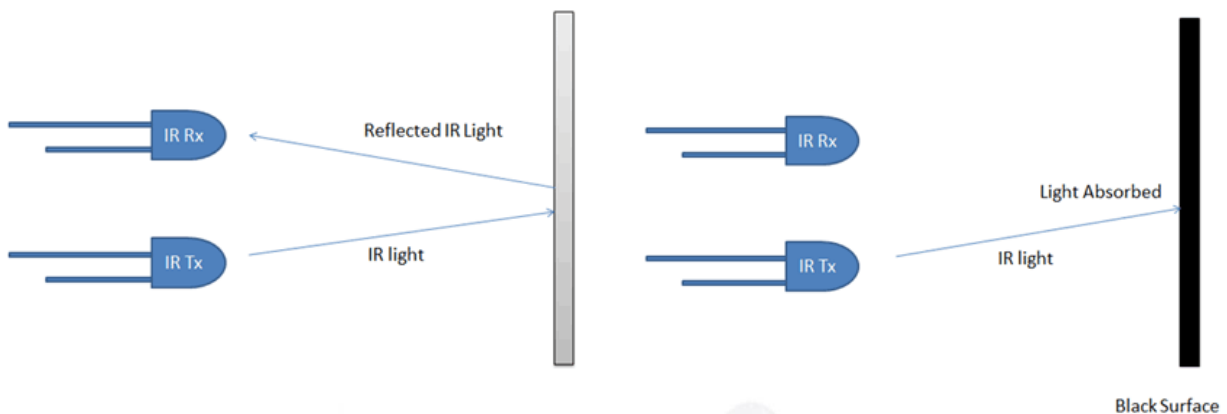 IR Rx
Reflected IR Light
IR Tx
IR light
IR Rx
Light Absorbed
IR Tx
IR light
Black Surface